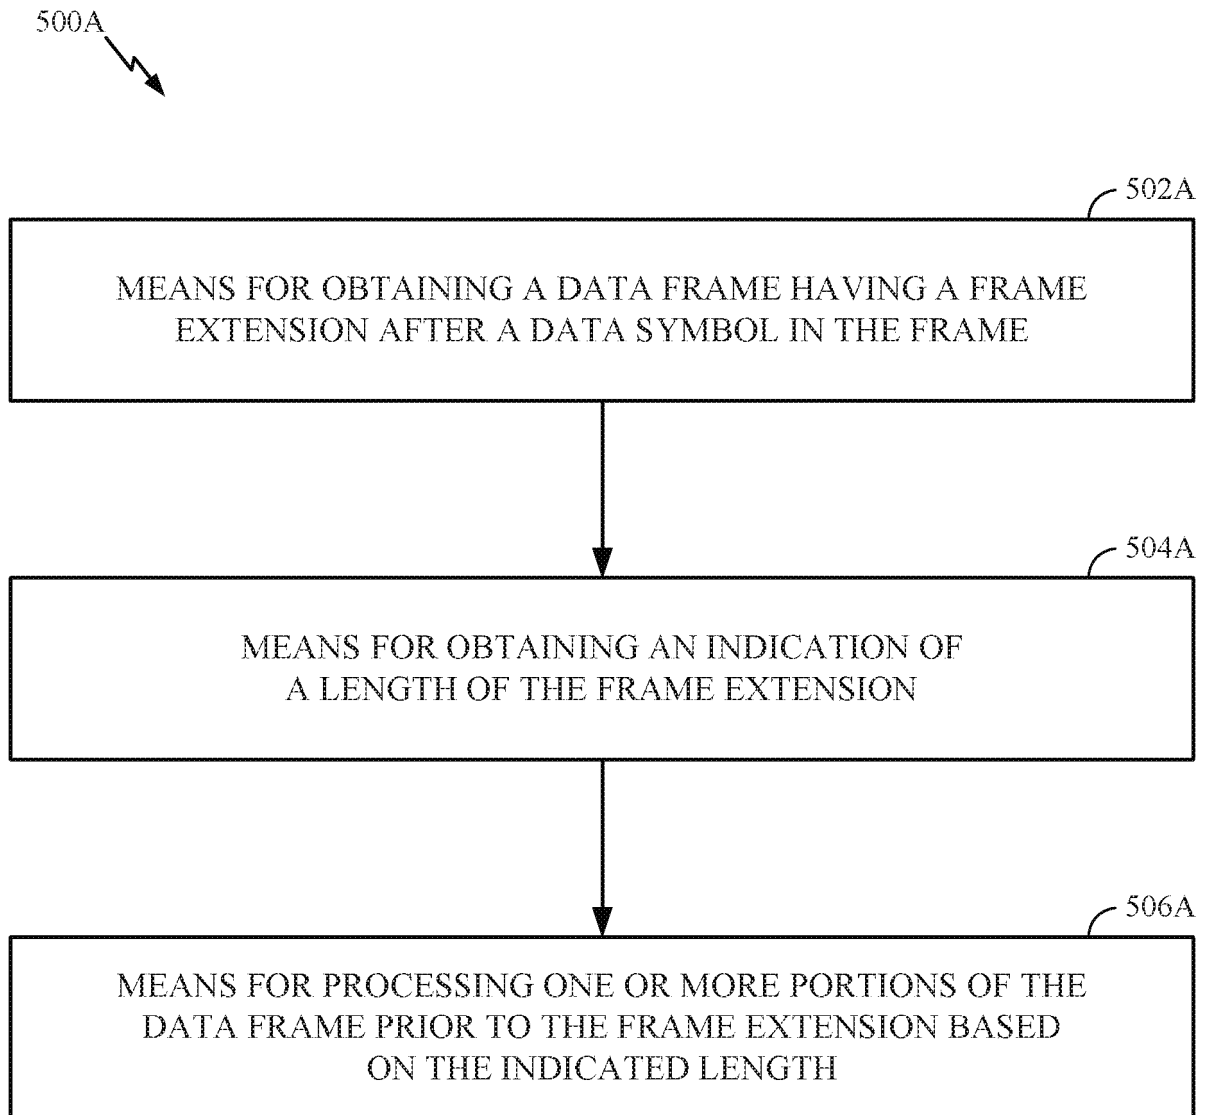 500A
502A
MEANS FOR OBTAINING A DATA FRAME HAVING A FRAME
EXTENSION AFTER A DATA SYMBOL IN THE FRAME
504A
MEANS FOR OBTAINING AN INDICATION OF
A LENGTH OF THE FRAME EXTENSION
506A
MEANS FOR PROCESSING ONE OR MORE PORTIONS OF THE
DATA FRAME PRIOR TO THE FRAME EXTENSION BASED
ON THE INDICATED LENGTH